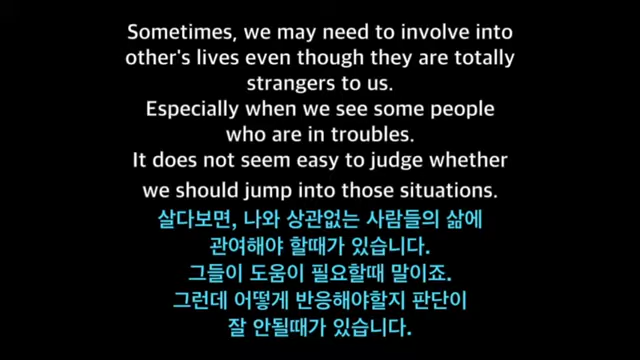 Sometimes, we may need to involve into
other's lives even though they are totally
strangers to us.
Especially when we see some people
who are in troubles.
It does not seem easy to judge whether
we should jump into those situations.
살다보면, 나와 상관없는 사람들의 삶에
관여해야 할때가 있습니다.
그들이 도움이 필요할때 말이죠.
그런데 어떻게 반응해야할지 판단이
잘 안될때가 있습니다.